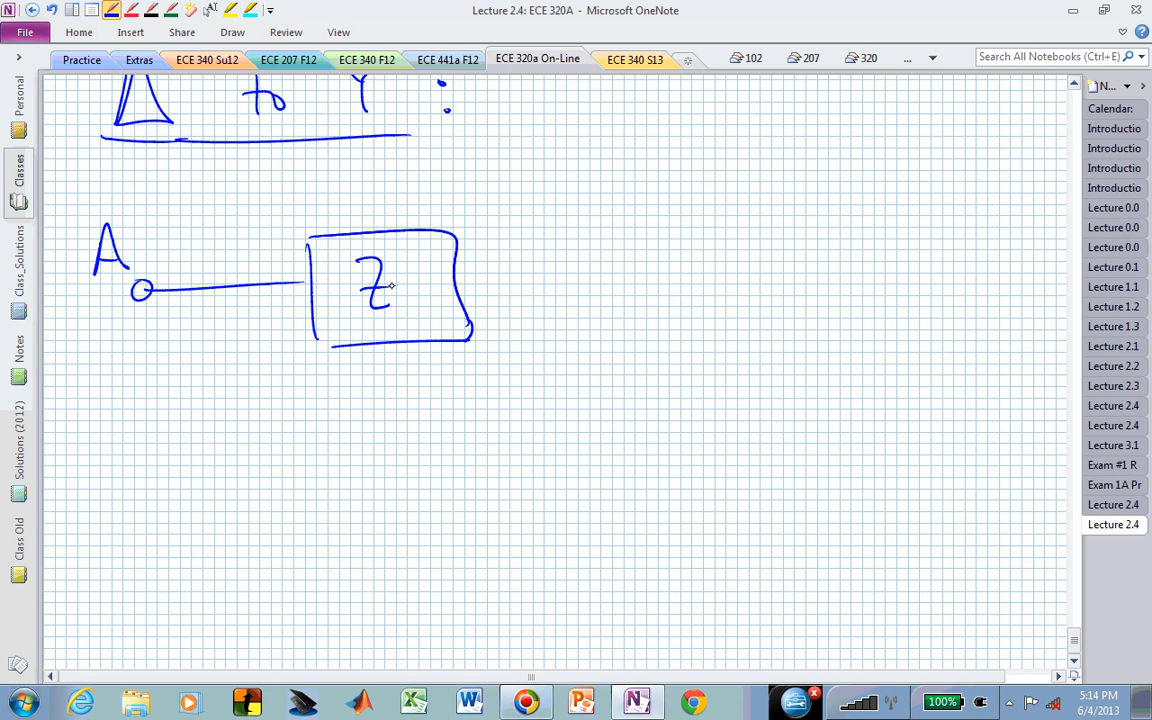 Lecture 2.4: ECE 320A - Microsoft OneNote
File Home Insert Share Draw Review View
Practice Extras ECE 340 Su12 ECE 207 F12 ECE 340 F12 ECE 441a F12 ECE 320a On-Line ECE 340 S13 102 207 320 ... Search All Notebooks (Ctrl+E)
Personal
Classes
Class_Solutions
Notes
Solutions (2012)
Class Old
Δ to Y :
A
Z
N...
Calendar:
Introductio
Introductio
Introductio
Introductio
Lecture 0.0
Lecture 0.0
Lecture 0.0
Lecture 0.1
Lecture 1.1
Lecture 1.2
Lecture 1.3
Lecture 2.1
Lecture 2.2
Lecture 2.3
Lecture 2.4
Lecture 2.4
Lecture 3.1
Exam #1 R
Exam 1A Pr
Lecture 2.4
Lecture 2.4
100%
5:14 PM
6/4/2013